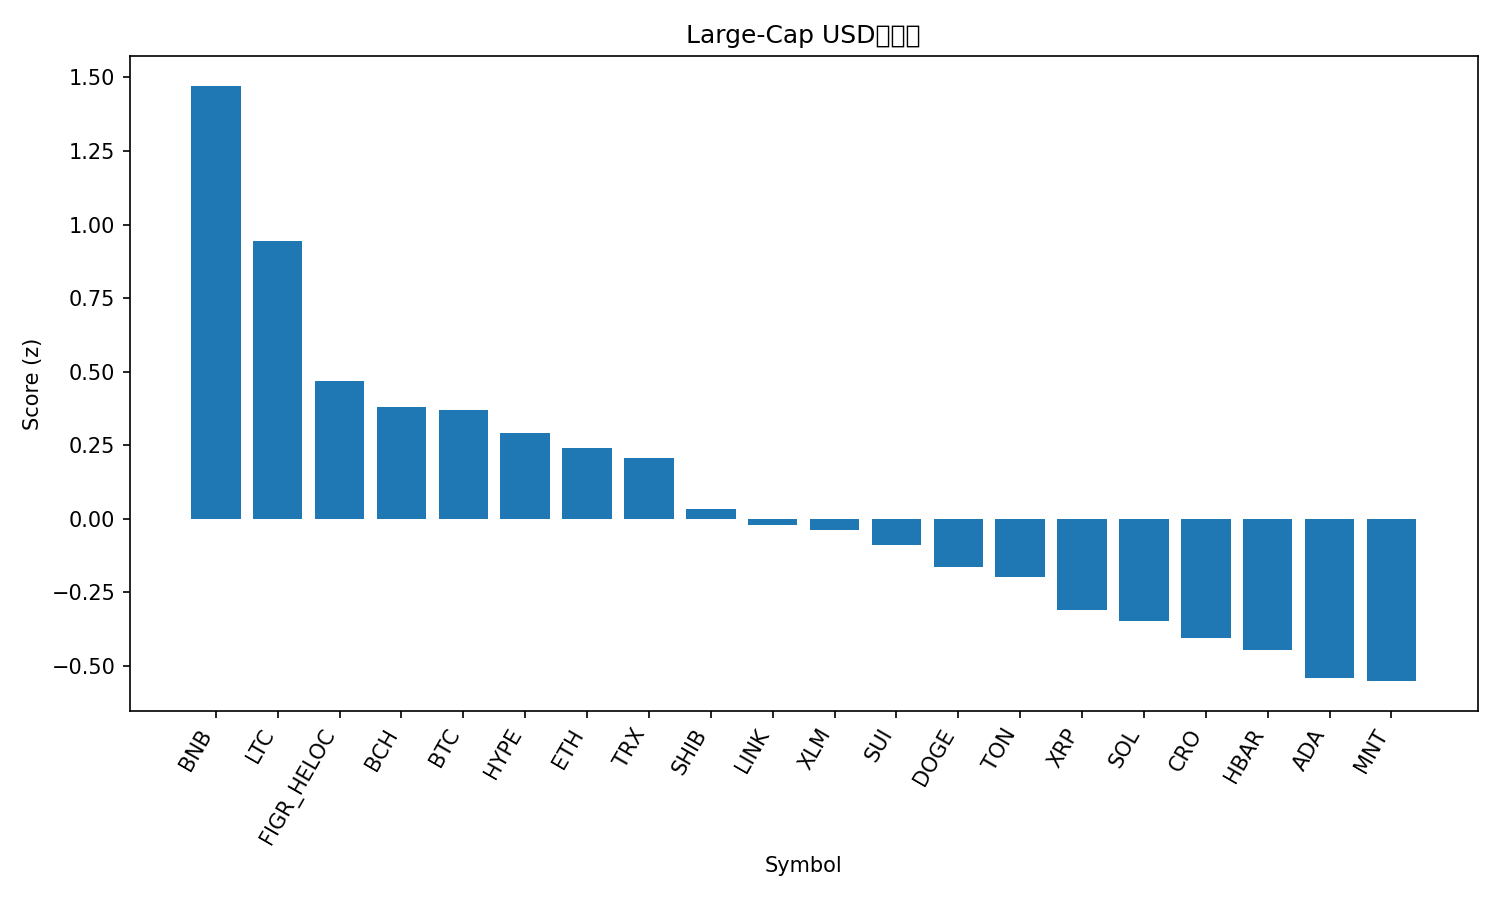 Large-Cap USD
1.50
1.25
1.00
0.75
0.50
0.25
0.00
−0.25
−0.50
Score (z)
BNB
LTC
FIGR_HELOC
BCH
BTC
HYPE
ETH
TRX
SHIB
LINK
XLM
SUI
DOGE
TON
XRP
SOL
CRO
HBAR
ADA
MNT
Symbol